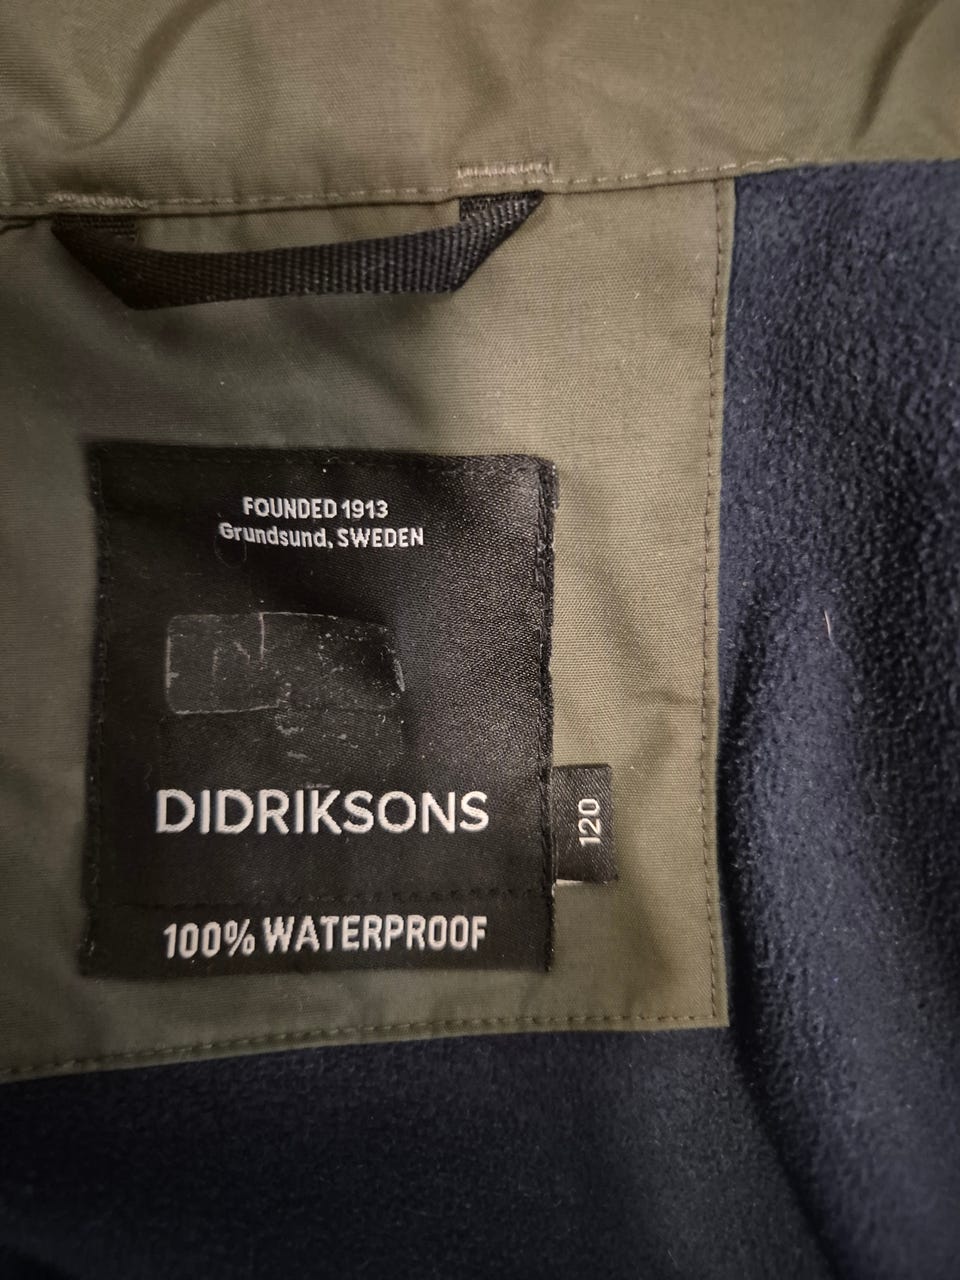 FOUNDED 1913
Grundsund, SWEDEN
DIDRIKSONS
120
100% WATERPROOF